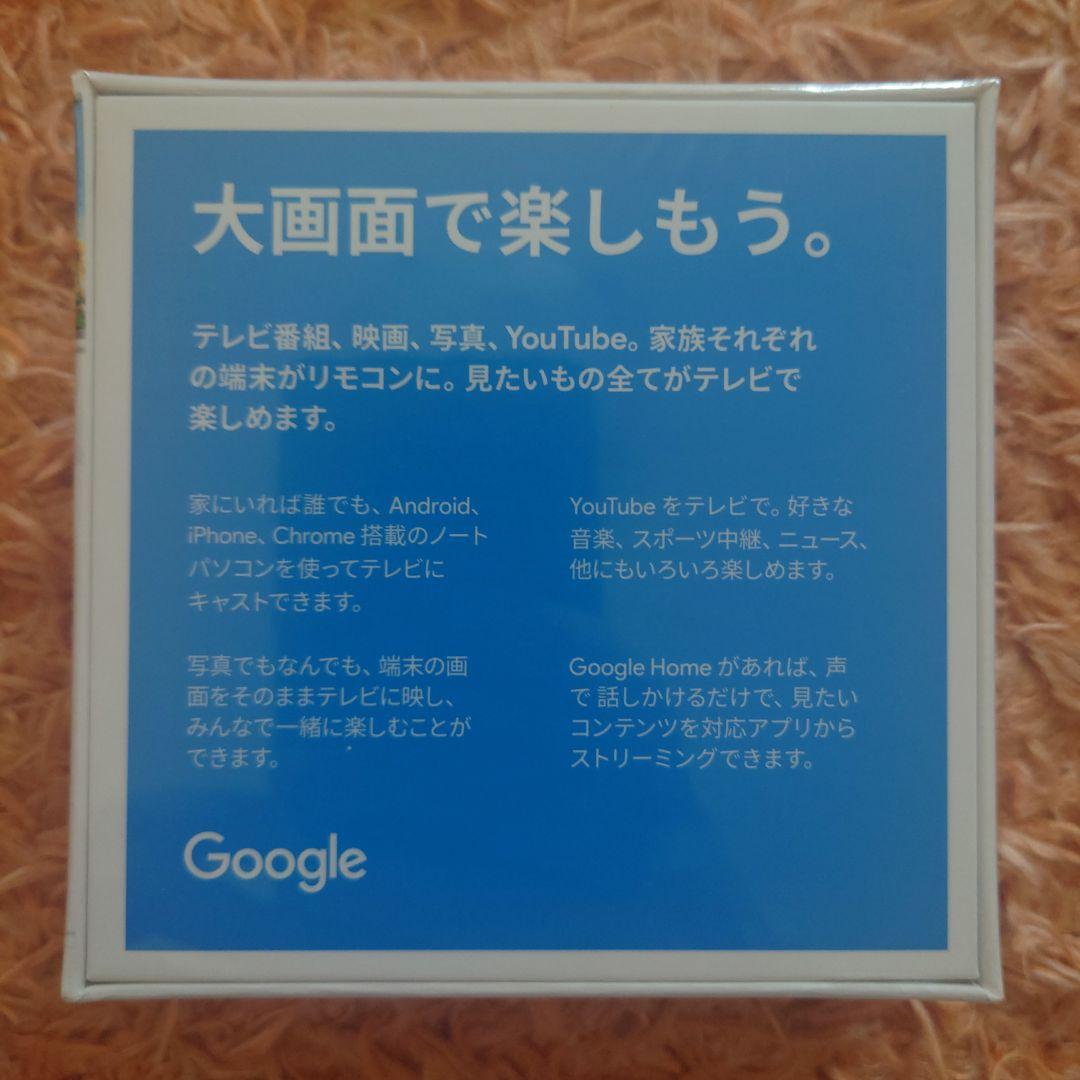 大画面で楽しもう。
テレビ番組、映画、写真、YouTube。家族それぞれ
の端末がリモコンに。見たいもの全てがテレビで
楽しめます。
家にいれば誰でも、Android、
iPhone、Chrome 搭載のノート
パソコンを使ってテレビに
キャストできます。
YouTube をテレビで。好きな
音楽、スポーツ中継、ニュース、
他にもいろいろ楽しめます。
写真でもなんでも、端末の画
面をそのままテレビに映し、
みんなで一緒に楽しむことが
できます。
Google Home があれば、声
で 話しかけるだけで、見たい
コンテンツを対応アプリから
ストリーミングできます。
Google